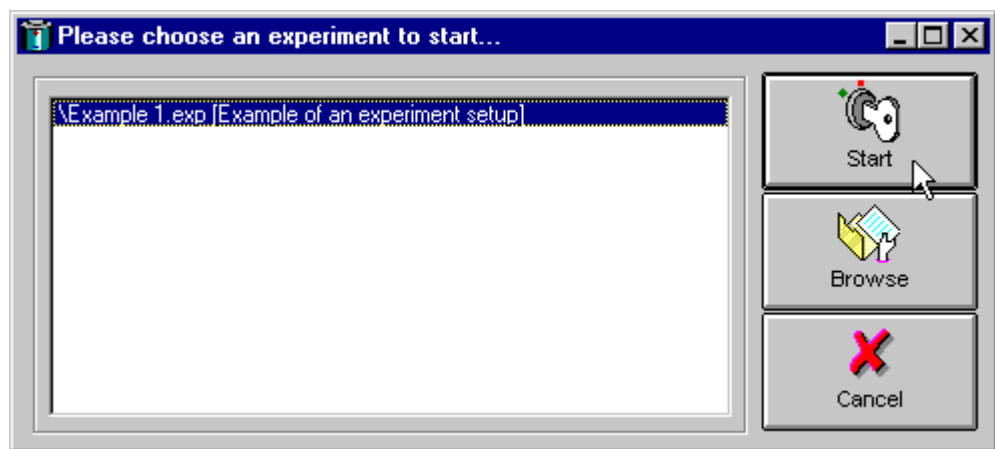 Please choose an experiment to start...
\Example 1.exp [Example of an experiment setup]
Start
Browse
Cancel